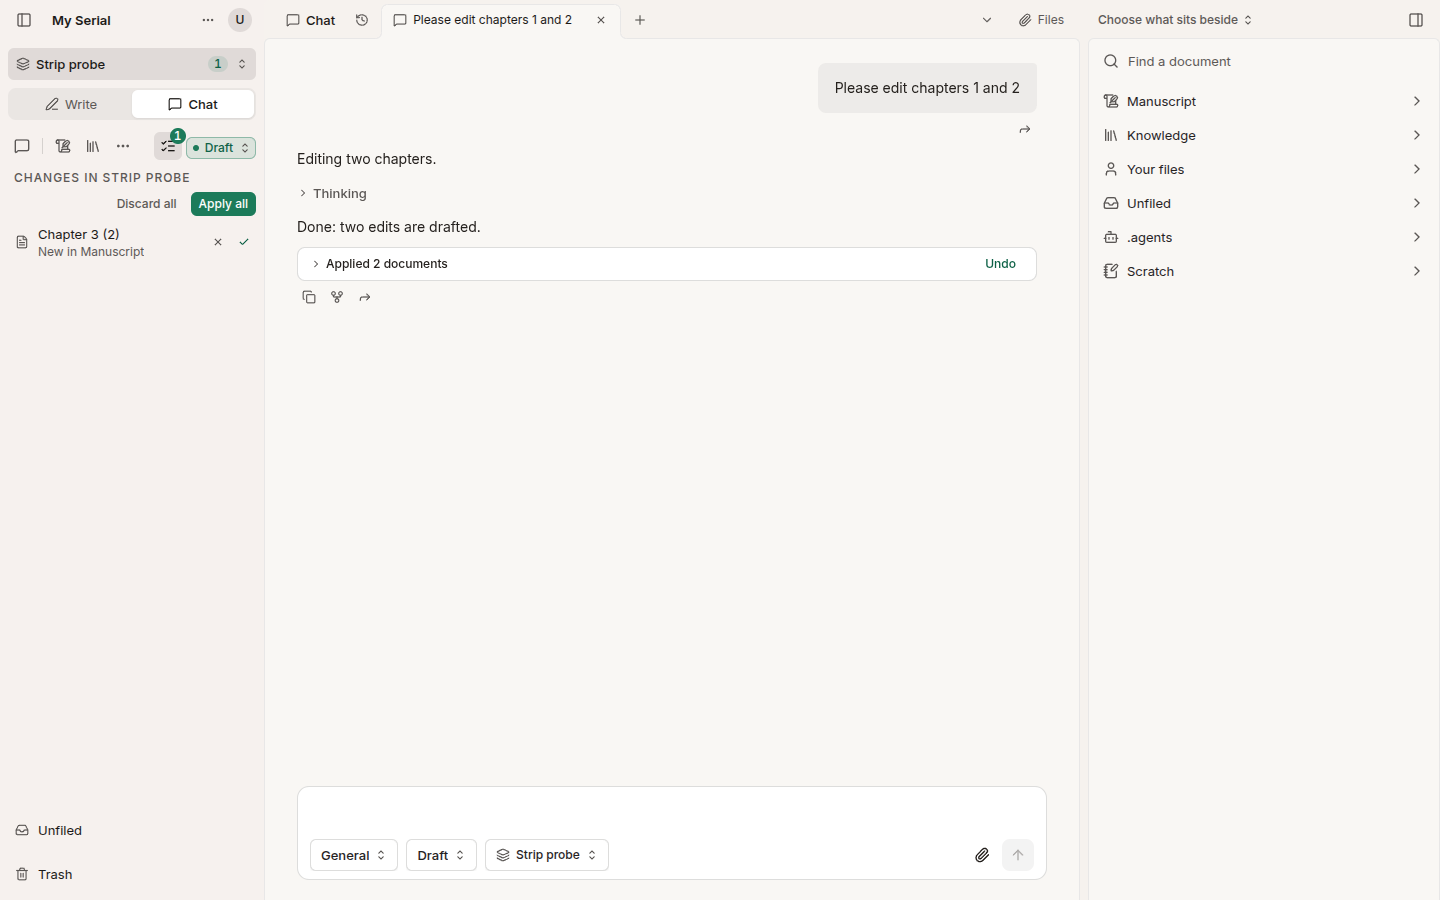 My Serial
U
Strip probe
1
Write
Chat
1
Draft
CHANGES IN STRIP PROBE
Discard all
Apply all
Chapter 3 (2)
New in Manuscript
Unfiled
Trash
Chat
Please edit chapters 1 and 2
Files
Please edit chapters 1 and 2
Editing two chapters.
Thinking
Done: two edits are drafted.
Applied 2 documents
Undo
General
Draft
Strip probe
Choose what sits beside
Find a document
Manuscript
Knowledge
Your files
Unfiled
.agents
Scratch